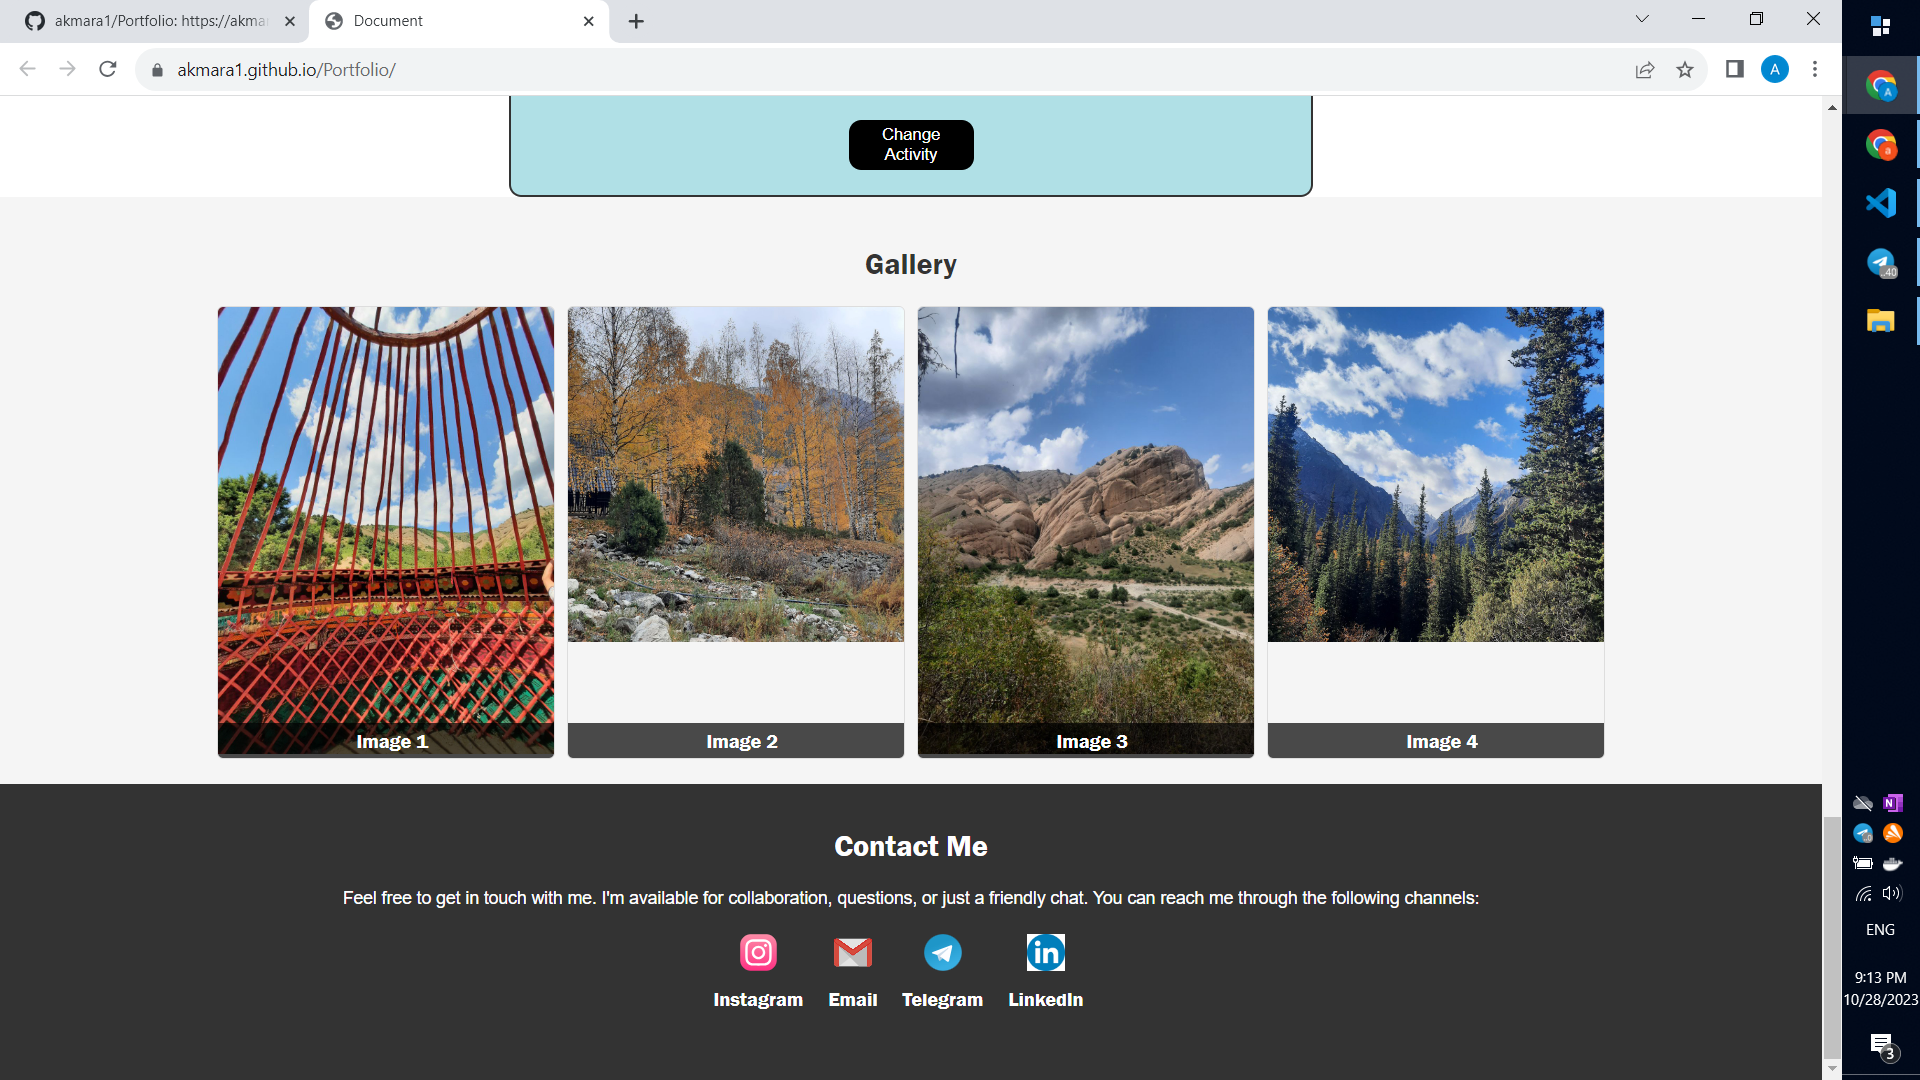 akmara1/Portfolio: https://akma
Document
akmara1.github.io/Portfolio/
A
Change
Activity
Gallery
Image 1
Image 2
Image 3
Image 4
Contact Me
Feel free to get in touch with me. I'm available for collaboration, questions, or just a friendly chat. You can reach me through the following channels:
in
Instagram
Email
Telegram
LinkedIn
A
a
..40
N
ENG
9:13 PM
10/28/2023
3